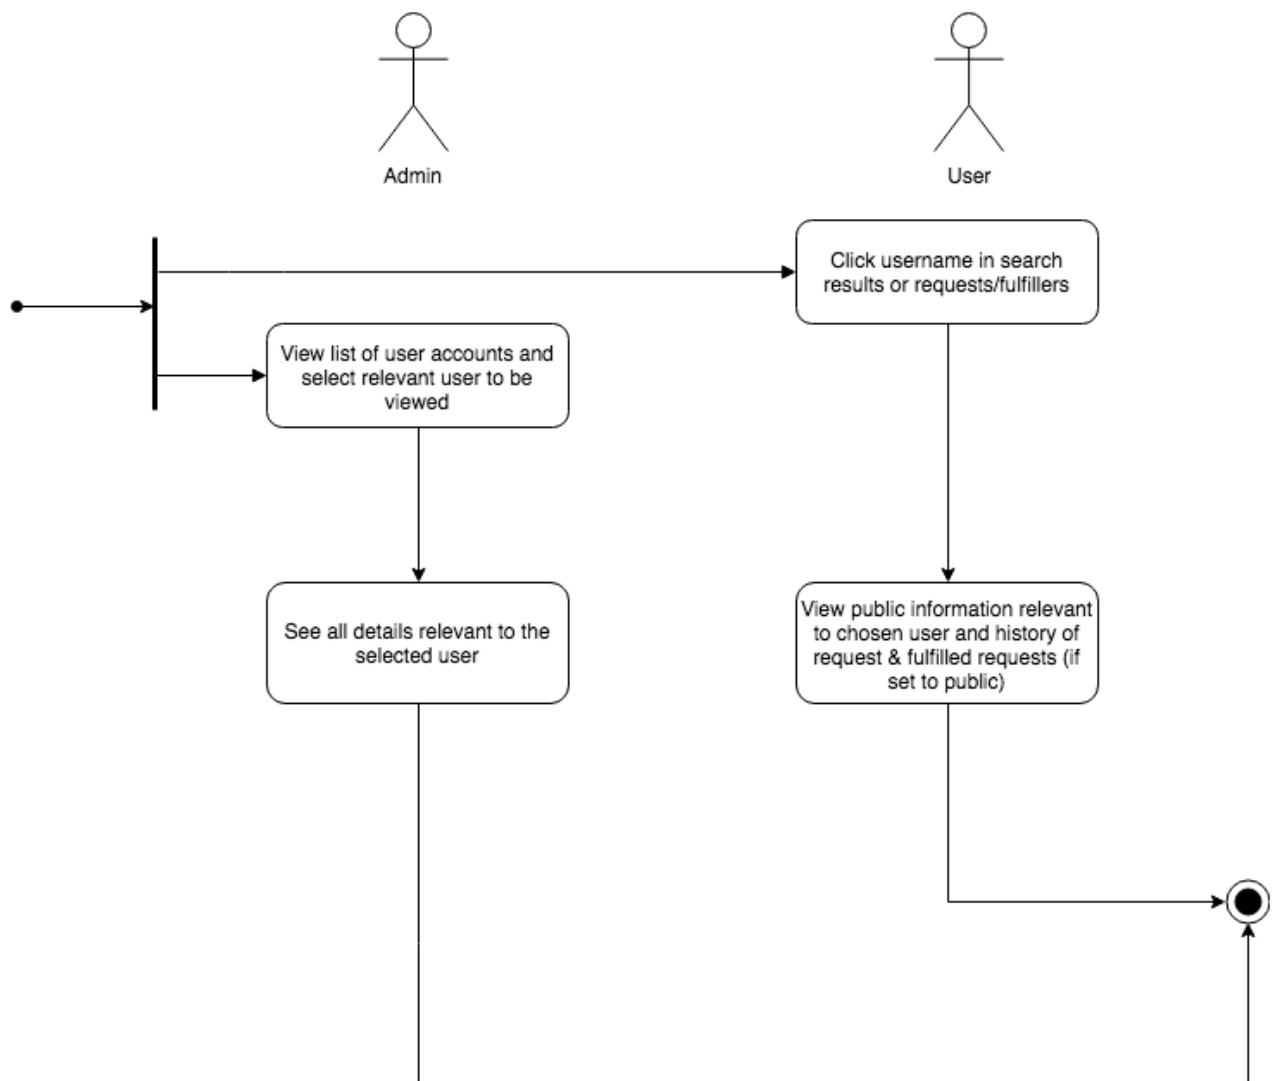 Admin
User
Click username in search
results or requests/fulfillers
View list of user accounts and
select relevant user to be
viewed
See all details relevant to the
selected user
View public information relevant
to chosen user and history of
request & fulfilled requests (if
set to public)